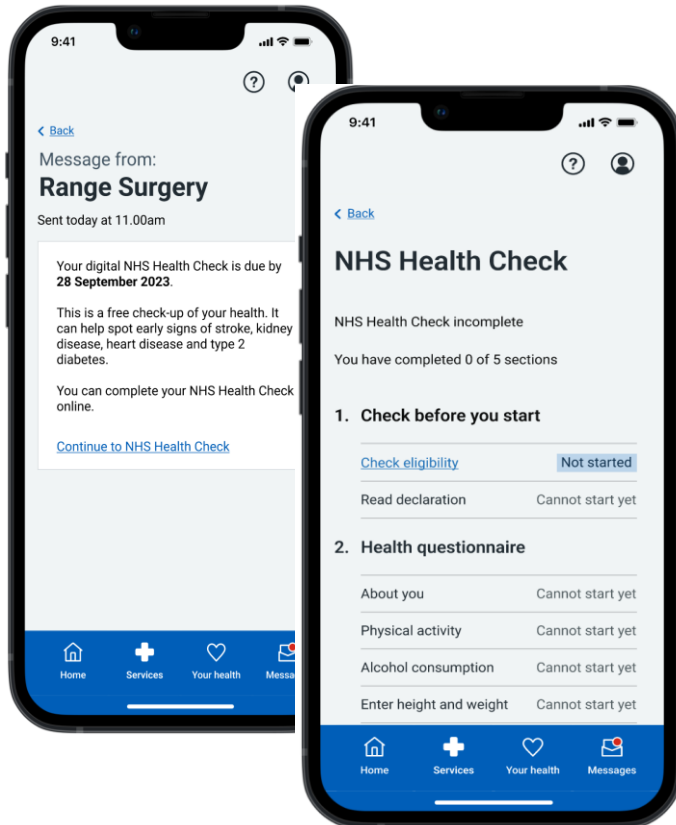 9:41
Back
Message from:
Range Surgery
Sent today at 11.00am
Your digital NHS Health Check is due by
28 September 2023.
This is a free check-up of your health. It
can help spot early signs of stroke, kidney
disease, heart disease and type 2
diabetes.
You can complete your NHS Health Check
online.
Continue to NHS Health Check
Home
Services
Your health
9:41
?
Back
NHS Health Check
NHS Health Check incomplete
You have completed 0 of 5 sections
1. Check before you start
Check eligibility Not started
Read declaration Cannot start yet
2. Health questionnaire
About you Cannot start yet
Physical activity Cannot start yet
Alcohol consumption Cannot start yet
Enter height and weight Cannot start yet
Home Services Your health Messages